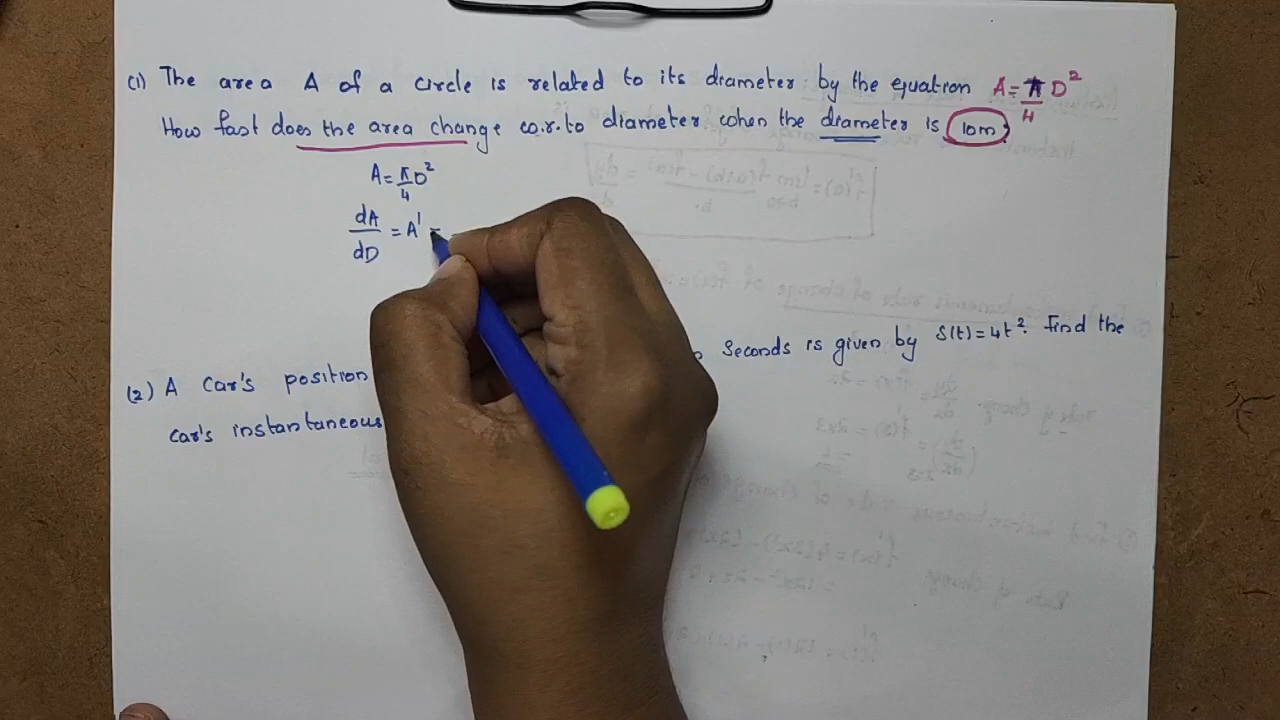 (1) The area A of a circle is related to its diameter by the equation A = π/4 D²
How fast does the area change w.r.to diameter when the diameter is 10m?
A = π/4 D²
dA/dD = A' =
(2) A car's position seconds is given by S(t) = 4t². Find the
car's instantaneous